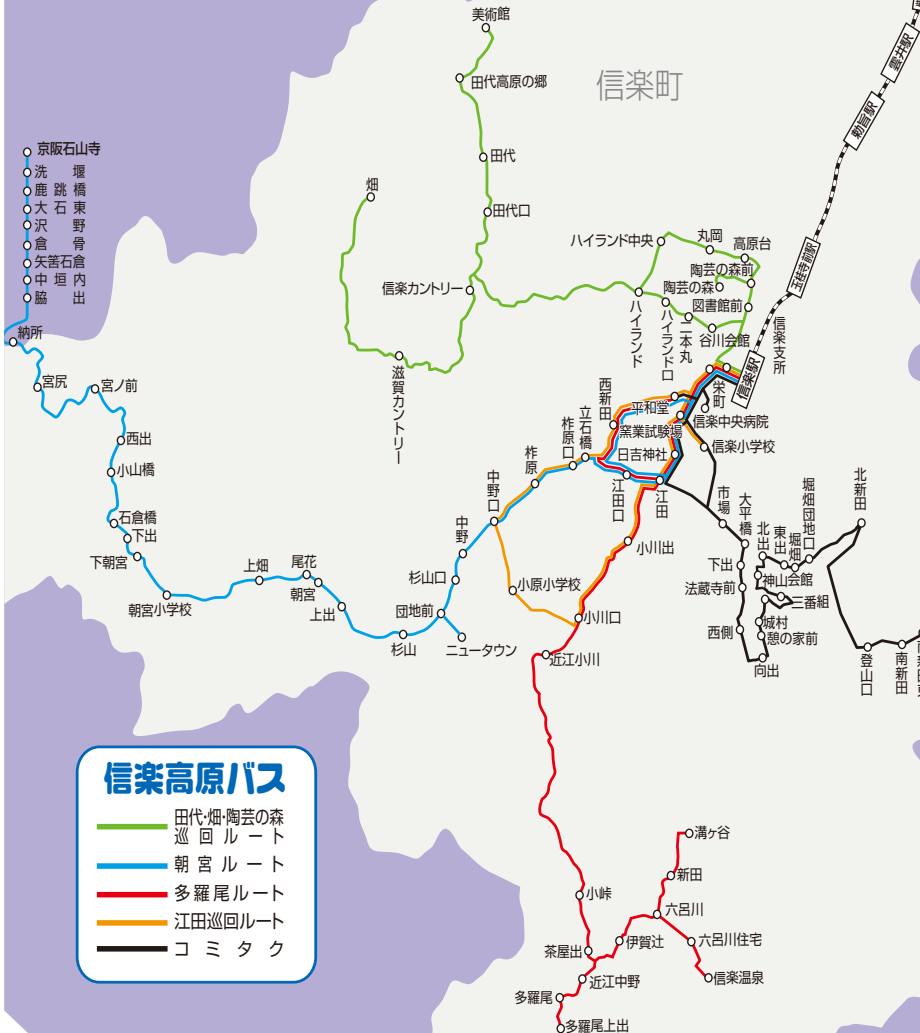 美術館
田代高原の郷
信楽町
雲井駅
勅旨駅
玉桂寺前駅
信楽駅
京阪石山寺
洗堰
鹿跳橋
大石東
沢野
倉骨
矢筈石倉
中垣内
脇出
納所
宮尻
宮ノ前
西出
小山橋
石倉橋
下出
下朝宮
朝宮小学校
上畑
尾花
朝宮
上出
杉山
団地前
ニュータウン
杉山口
中野
中野口
柞原
柞原口
立石橋
西新田
畑
田代
田代口
信楽カントリー
滋賀カントリー
ハイランド中央
丸岡
高原台
陶芸の森前
陶芸の森
図書館前
ハイランド
ハイランド口
二本丸
谷川会館
信楽支所
栄町
平和堂
信楽中央病院
窯業試験場
信楽小学校
日吉神社
江田口
江田
小川出
小原小学校
小川口
近江小川
市場
大平橋
下出
法蔵寺前
西側
向出
憩の家前
城村
三番組
神山会館
北出
東出
堀畑
堀畑団地口
北新田
登山口
南新田
小峠
茶屋出
近江中野
多羅尾
多羅尾上出
伊賀辻
六呂川
新田
溝ヶ谷
六呂川住宅
信楽温泉
信楽高原バス
田代・畑・陶芸の森
巡回ルート
朝宮ルート
多羅尾ルート
江田巡回ルート
コミタク